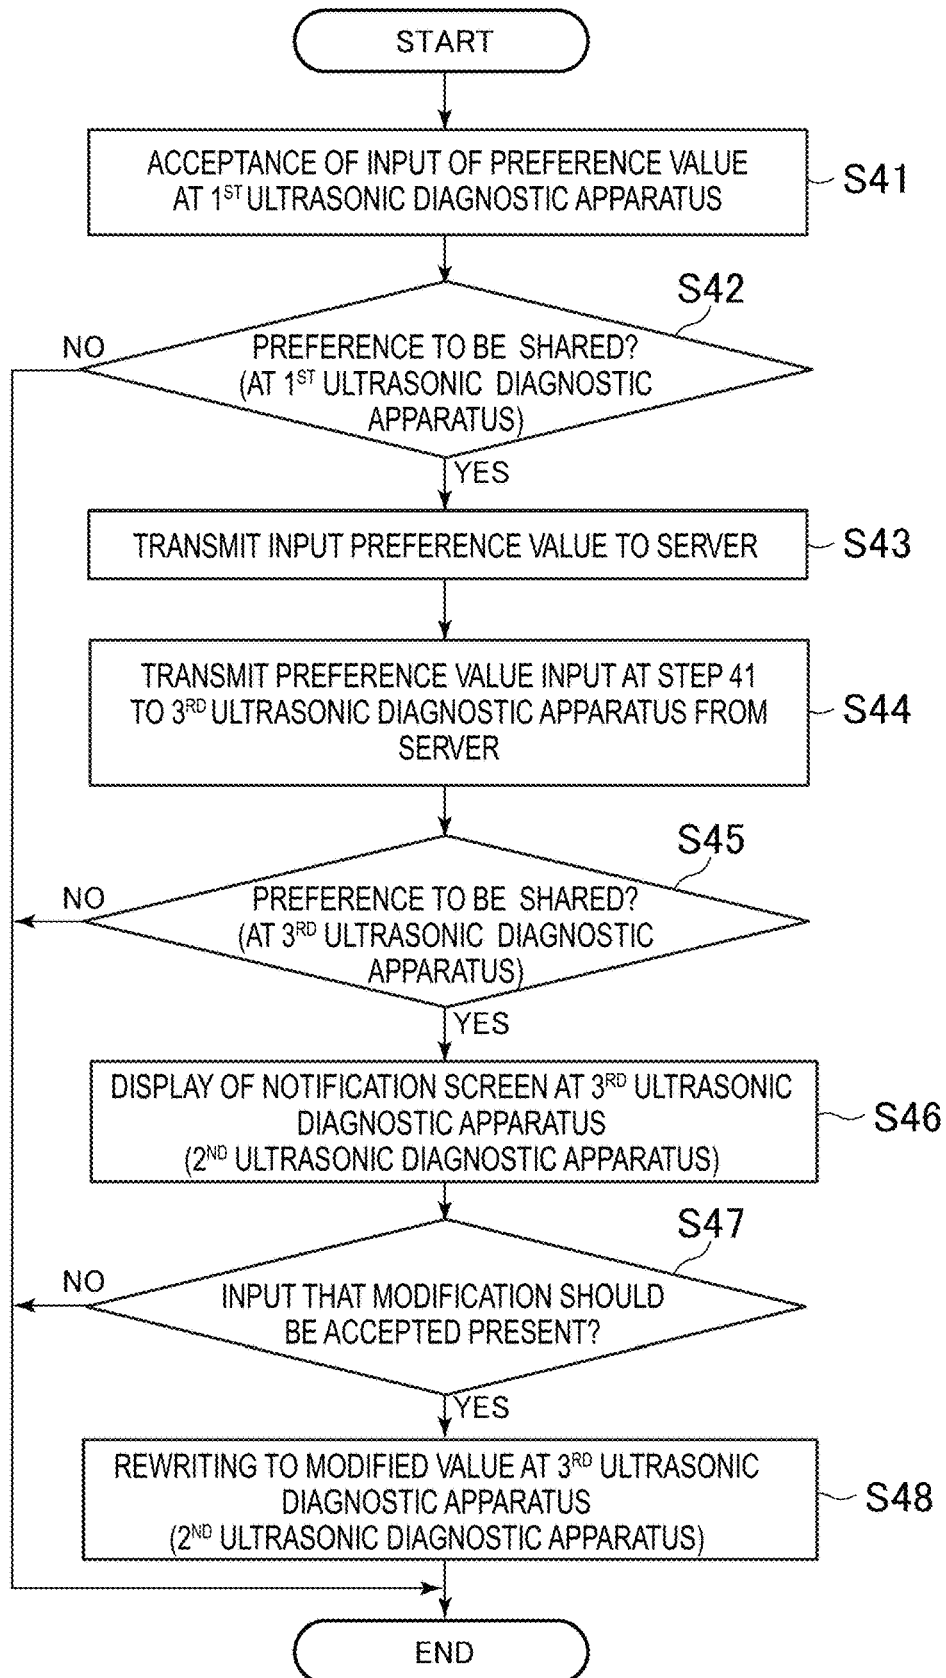 START
ACCEPTANCE OF INPUT OF PREFERENCE VALUE
AT 1ST ULTRASONIC DIAGNOSTIC APPARATUS
S41
S42
NO
PREFERENCE TO BE SHARED?
(AT 1ST ULTRASONIC DIAGNOSTIC
APPARATUS)
YES
TRANSMIT INPUT PREFERENCE VALUE TO SERVER
S43
TRANSMIT PREFERENCE VALUE INPUT AT STEP 41
TO 3RD ULTRASONIC DIAGNOSTIC APPARATUS FROM
SERVER
S44
S45
NO
PREFERENCE TO BE SHARED?
(AT 3RD ULTRASONIC DIAGNOSTIC
APPARATUS)
YES
DISPLAY OF NOTIFICATION SCREEN AT 3RD ULTRASONIC
DIAGNOSTIC APPARATUS
(2ND ULTRASONIC DIAGNOSTIC APPARATUS)
S46
S47
NO
INPUT THAT MODIFICATION SHOULD
BE ACCEPTED PRESENT?
YES
REWRITING TO MODIFIED VALUE AT 3RD ULTRASONIC
DIAGNOSTIC APPARATUS
(2ND ULTRASONIC DIAGNOSTIC APPARATUS)
S48
END